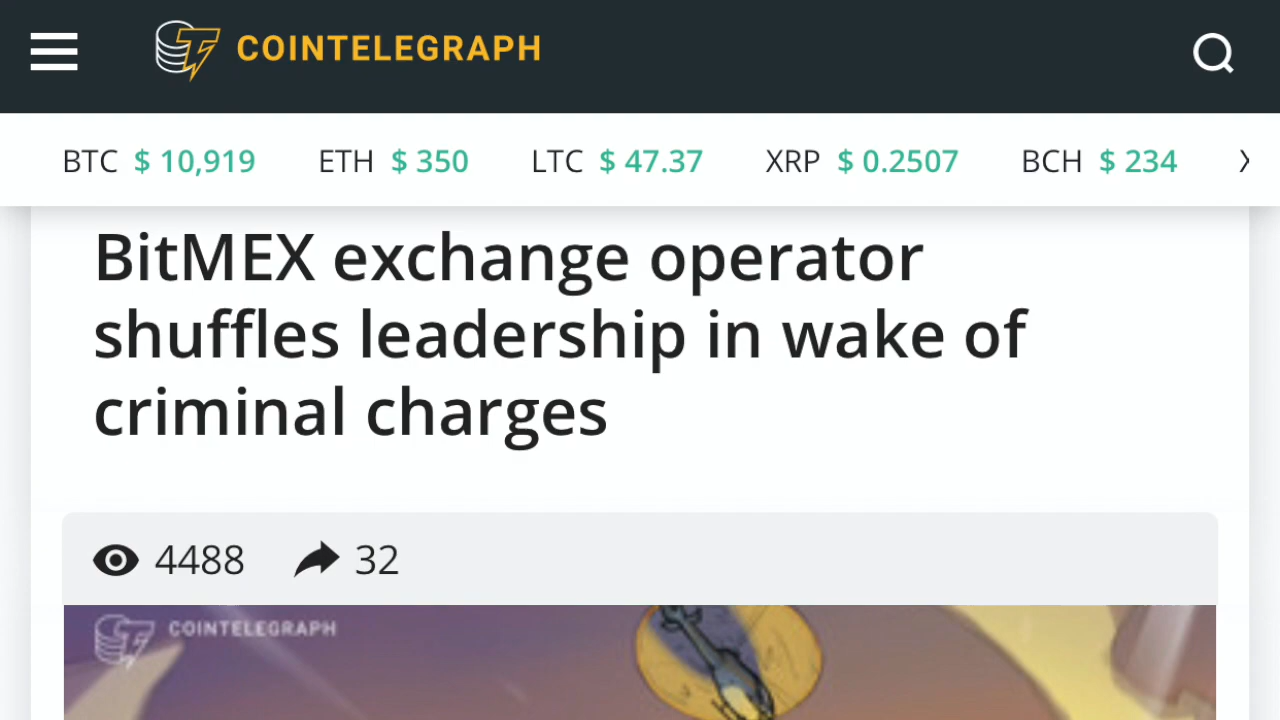 COINTELEGRAPH
BTC $ 10,919 ETH $ 350 LTC $ 47.37 XRP $ 0.2507 BCH $ 234
BitMEX exchange operator
shuffles leadership in wake of
criminal charges
4488 32
COINTELEGRAPH